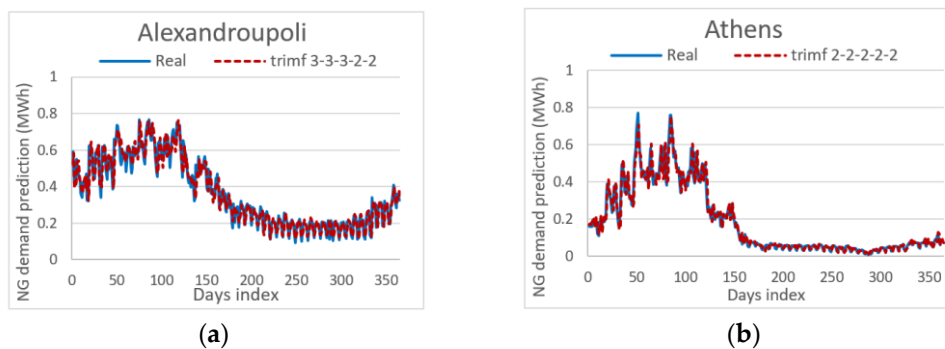 Alexandroupoli
Real
trimf 3-3-3-2-2
NG demand prediction (MWh)
1
0.8
0.6
0.4
0.2
0
0
50
100
150
200
250
300
350
Days index
(a)
Athens
Real
trimf 2-2-2-2-2
NG demand prediction (MWh)
1
0.8
0.6
0.4
0.2
0
0
50
100
150
200
250
300
350
Days index
(b)